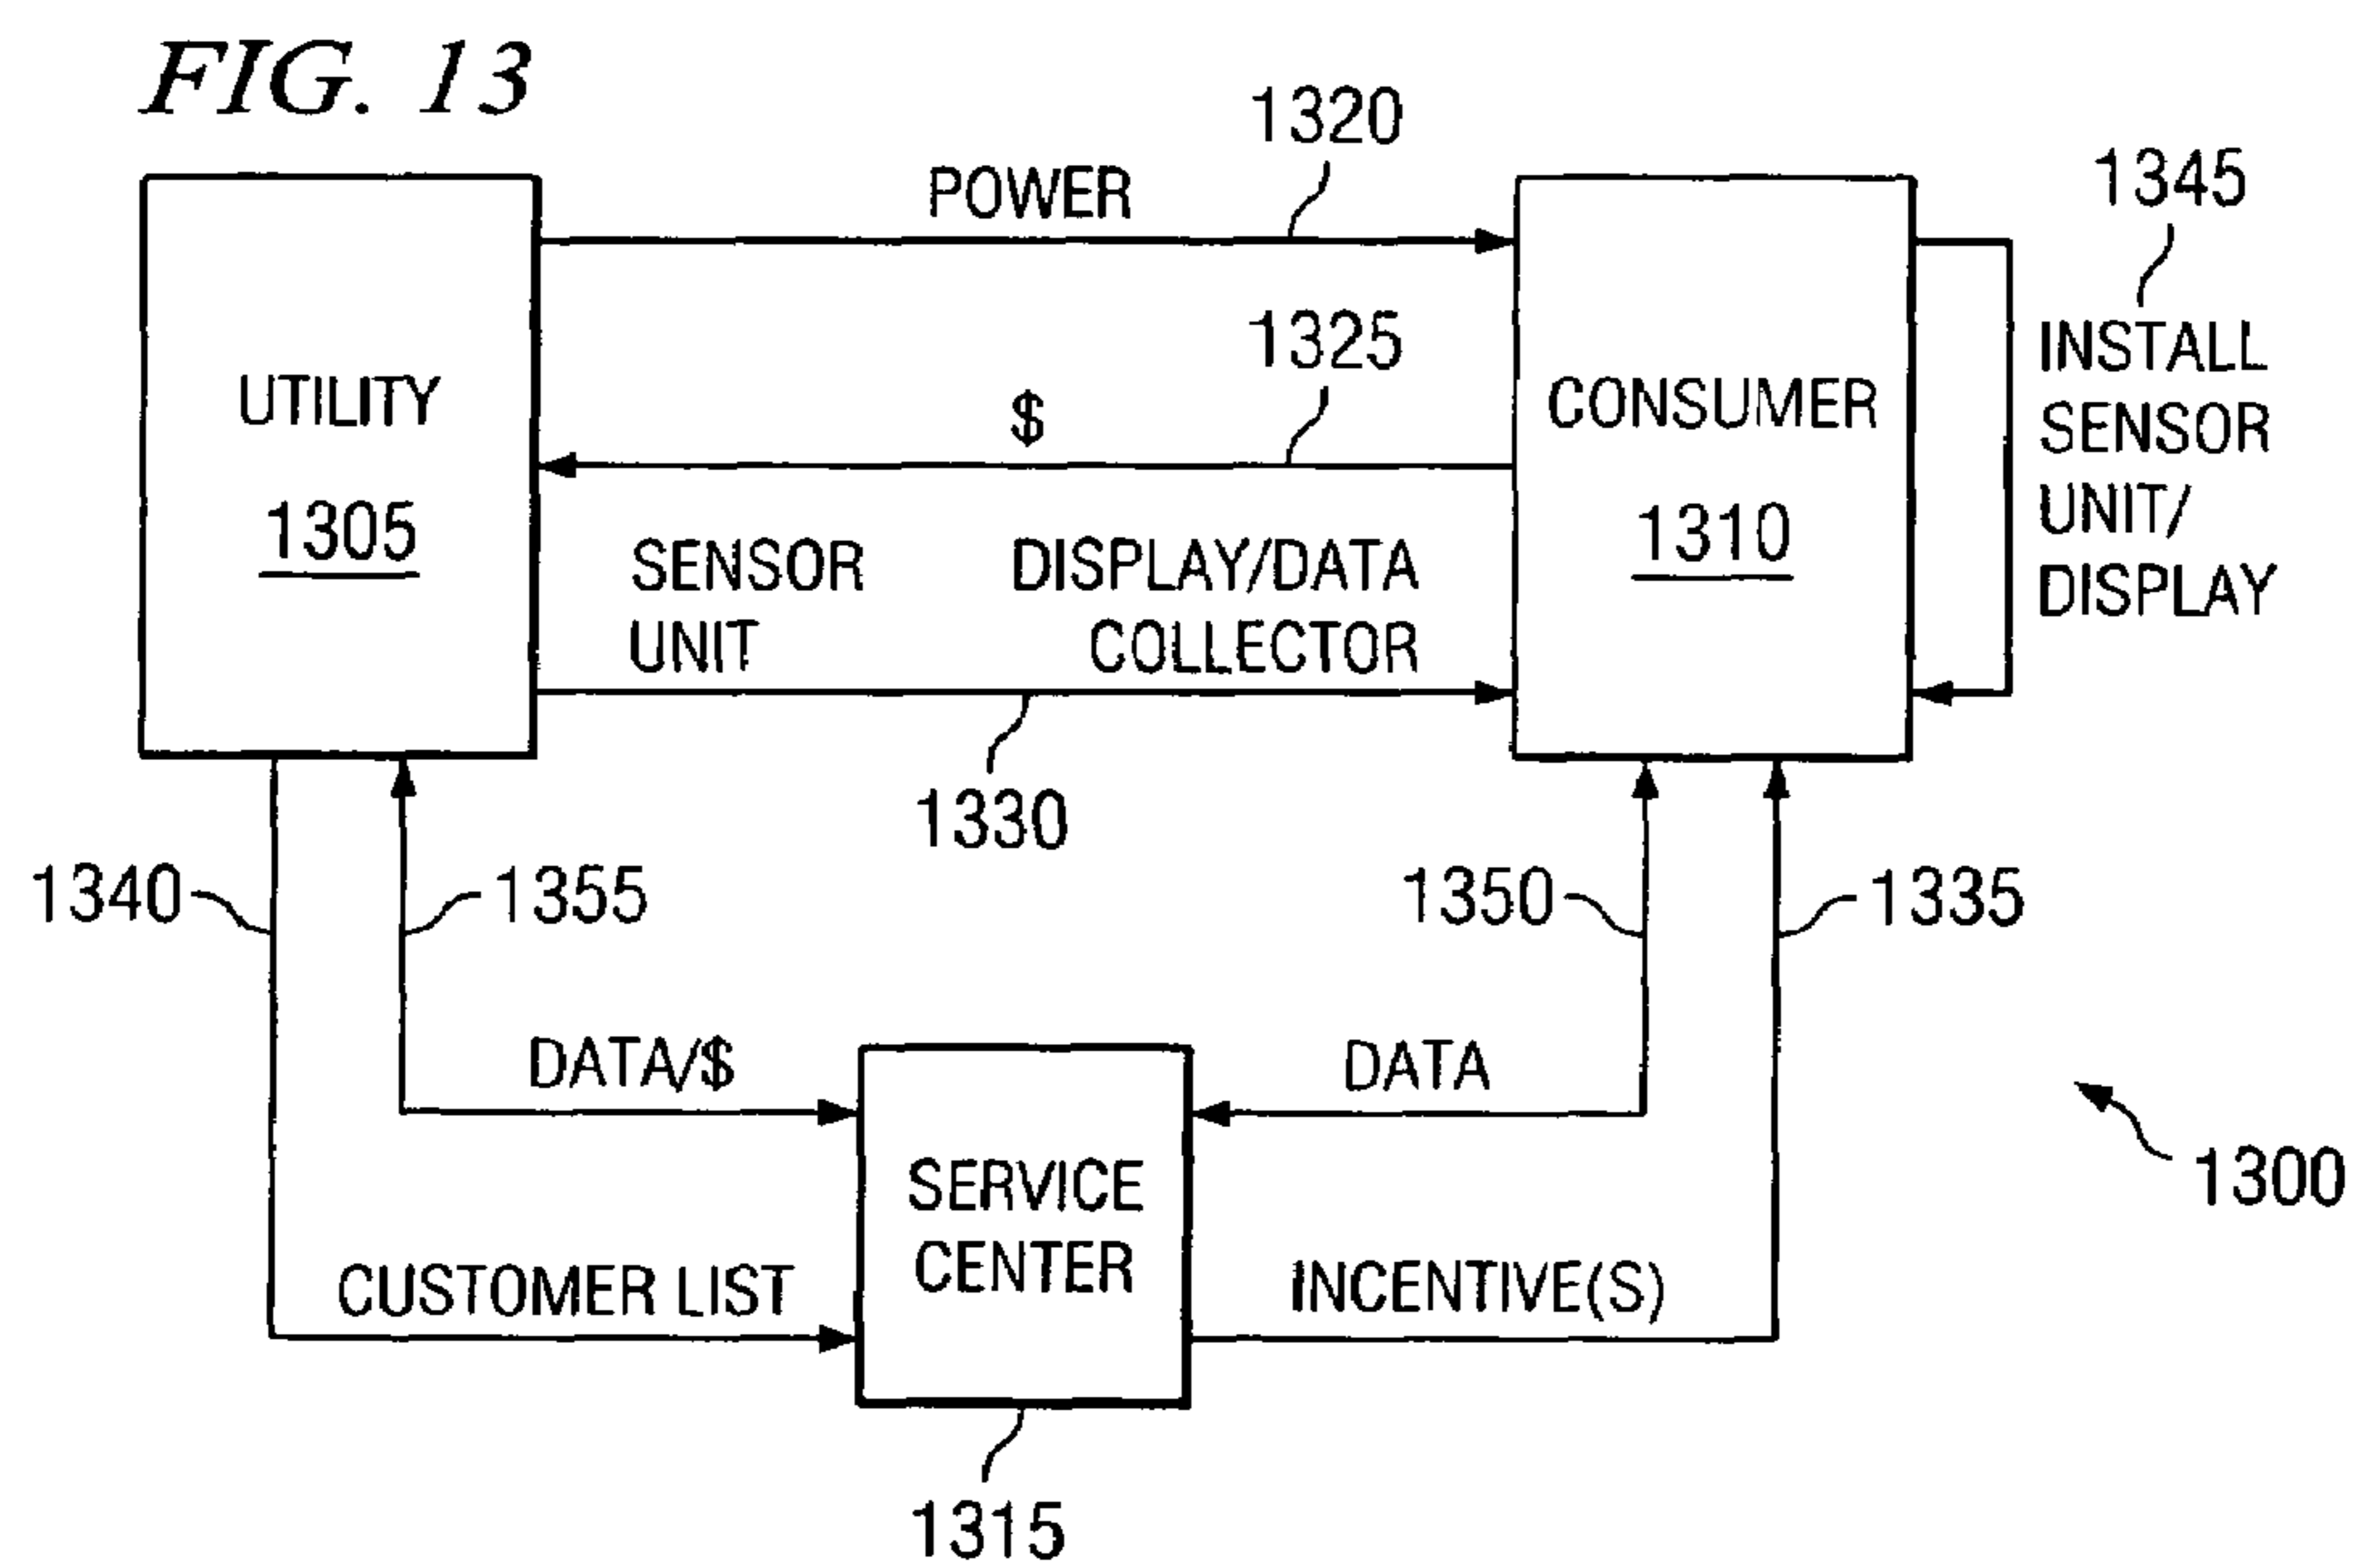 FIG. 13
1320
POWER
1345
1325
$
INSTALL
SENSOR
UNIT/
DISPLAY
UTILITY
1305
CONSUMER
1310
SENSOR
UNIT
DISPLAY/DATA
COLLECTOR
1330
1340
1355
1350
1335
DATA/$
DATA
SERVICE
CENTER
1300
CUSTOMER LIST
INCENTIVE(S)
1315